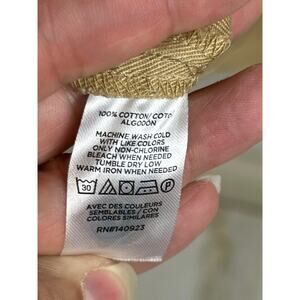 100% COTTON/COTO
ALGODÓN
MACHINE WASH COLD
WITH LIKE COLORS
ONLY NON-CHLORINE
BLEACH WHEN NEEDED
TUMBLE DRY LOW
WARM IRON WHEN NEEDED
30
P
AVEC DES COULEURS
SEMBLABLES / CON
COLORES SIMILARES
RN#140923